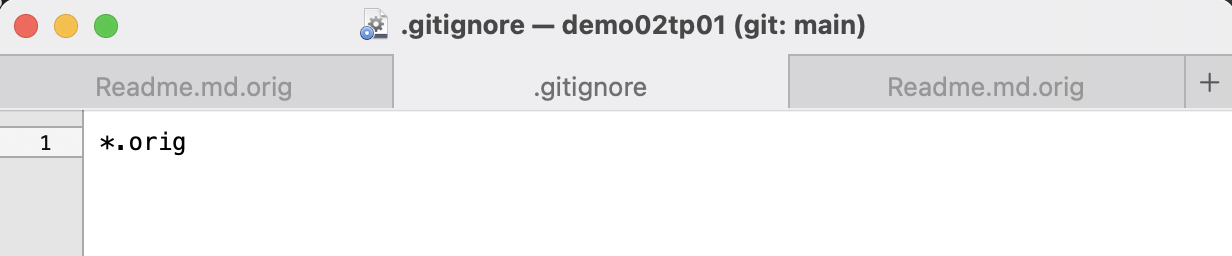 .gitignore — demo02tp01 (git: main)
Readme.md.orig
.gitignore
Readme.md.orig
+
1
*.orig